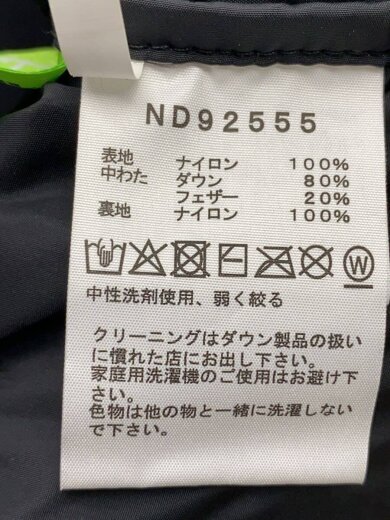 ND92555
表地 ナイロン 100%
中わた ダウン 80%
フェザー 20%
裏地 ナイロン 100%
W
中性洗剤使用、弱く絞る
クリーニングはダウン製品の扱い
に慣れた店にお出し下さい。
家庭用洗濯機のご使用はお避け下
さい。
色物は他の物と一緒に洗濯しない
で下さい。